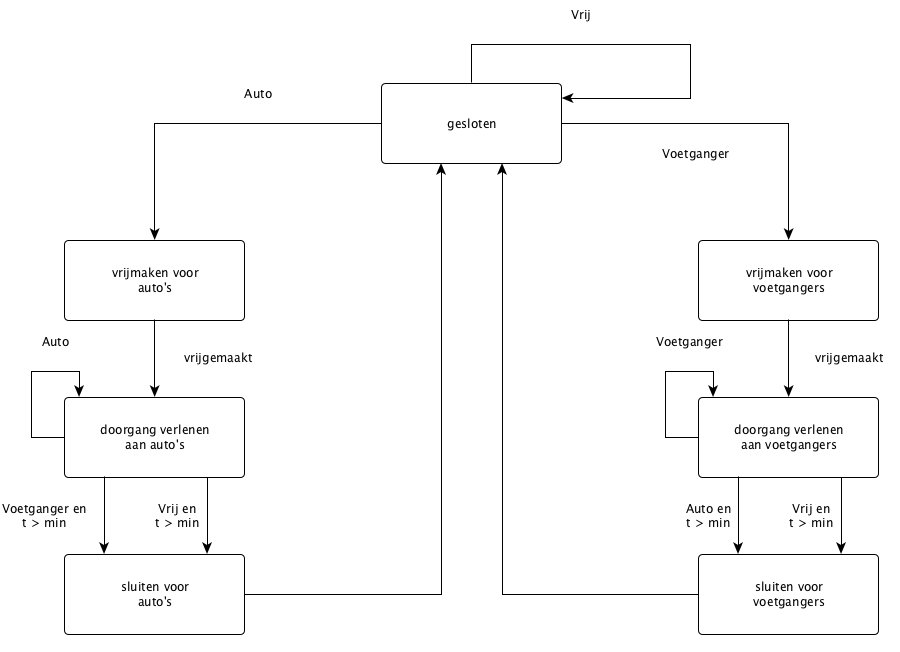 Vrij
Auto
gesloten
Voetganger
vrijmaken voor
auto's
vrijmaken voor
voetgangers
Auto
vrijgemaakt
Voetganger
vrijgemaakt
doorgang verlenen
aan auto's
doorgang verlenen
aan voetgangers
Voetganger en
t > min
Vrij en
t > min
Auto en
t > min
Vrij en
t > min
sluiten voor
auto's
sluiten voor
voetgangers